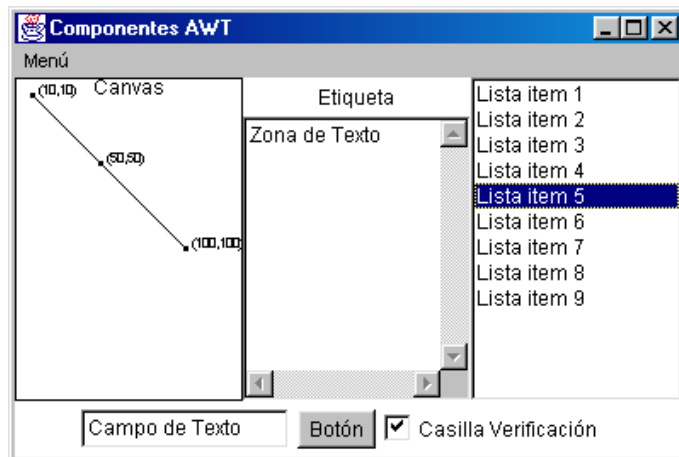 Componentes AWT
Menú
Canvas
(10,10)
(50,50)
(100,100)
Etiqueta
Zona de Texto
Lista item 1
Lista item 2
Lista item 3
Lista item 4
Lista item 5
Lista item 6
Lista item 7
Lista item 8
Lista item 9
Campo de Texto
Botón
Casilla Verificación